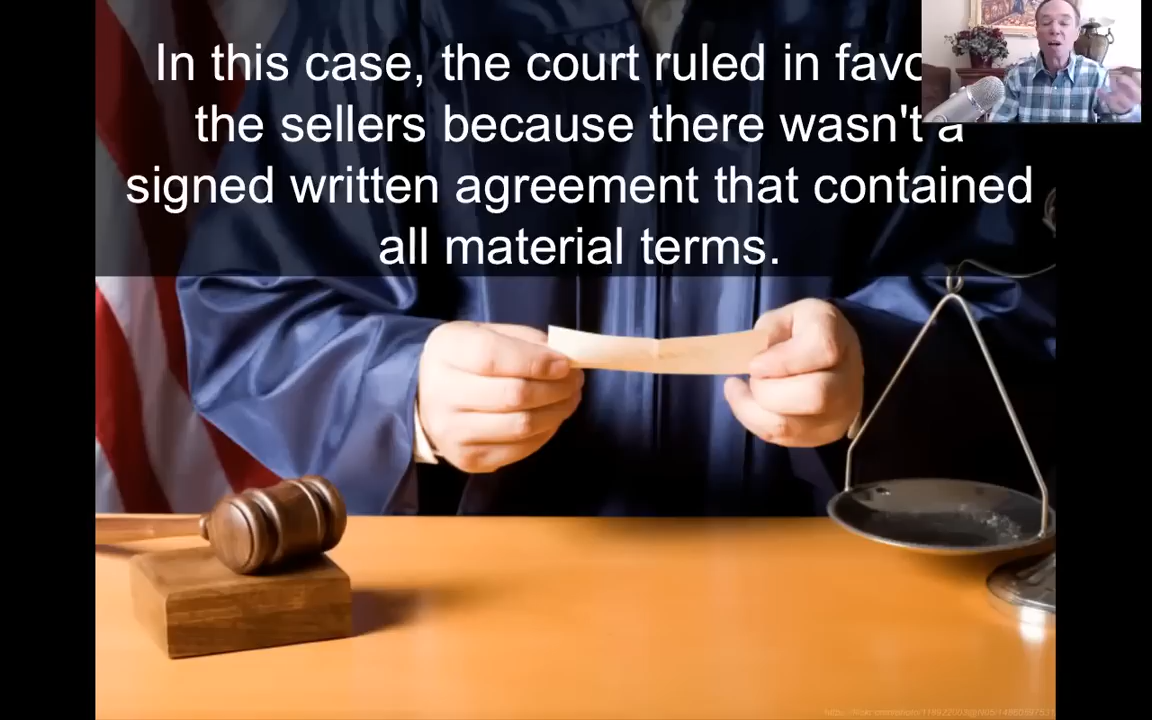 In this case, the court ruled in favo
the sellers because there wasn't a
signed written agreement that contained
all material terms.